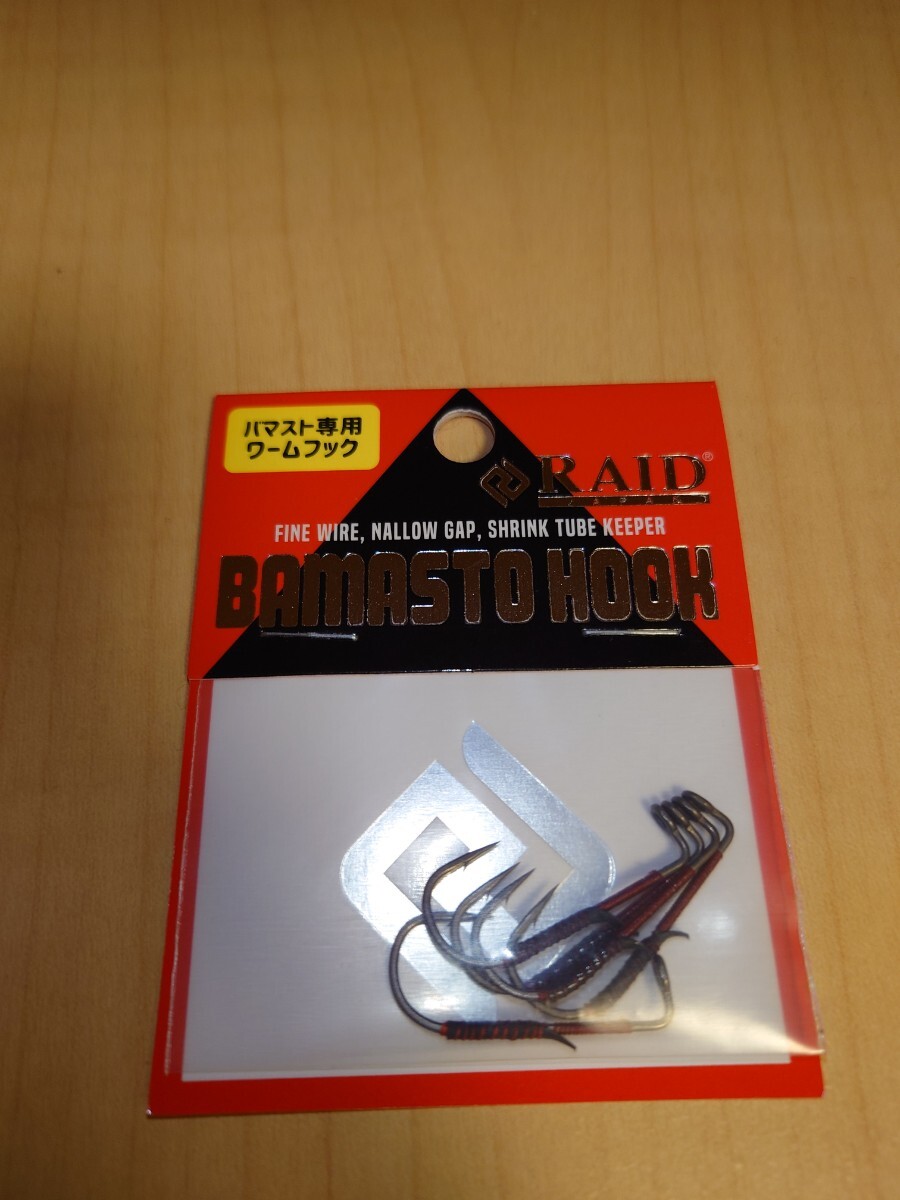 バマスト専用
ワームフック
RAID®
JAPAN
FINE WIRE, NALLOW GAP, SHRINK TUBE KEEPER
BAMASTO HOOK